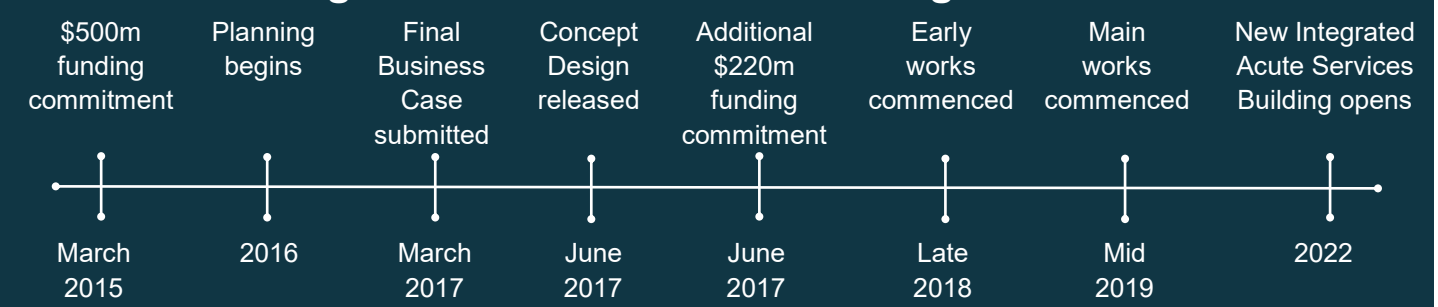 $500m
funding
commitment
Planning
begins
Final
Business
Case
submitted
Concept
Design
released
Additional
$220m
funding
commitment
Early
works
commenced
Main
works
commenced
New Integrated
Acute Services
Building opens
March
2015
2016
March
2017
June
2017
June
2017
Late
2018
Mid
2019
2022